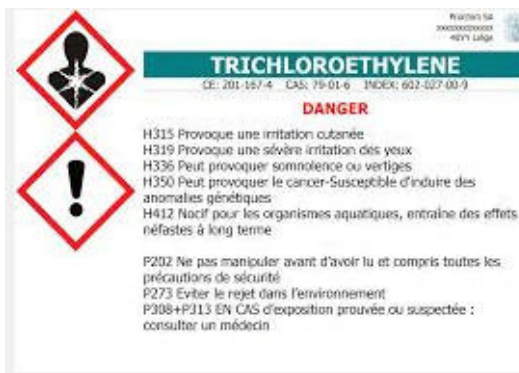 TRICHLOROETHYLENE
CE: 201-167-4 CAS: 79-01-6 INDEX: 602-027-00-9
DANGER
H315 Provoque une irritation cutanée
H319 Provoque une sévère irritation des yeux
H336 Peut provoquer somnolence ou vertiges
H350 Peut provoquer le cancer-Susceptible d'induire des
anomalies génétiques
H412 Nocif pour les organismes aquatiques, entraîne des effets
néfastes à long terme
P202 Ne pas manipuler avant d'avoir lu et compris toutes les
précautions de sécurité
P273 Eviter le rejet dans l'environnement
P308+P313 EN CAS d'exposition prouvée ou suspectée :
consulter un médecin